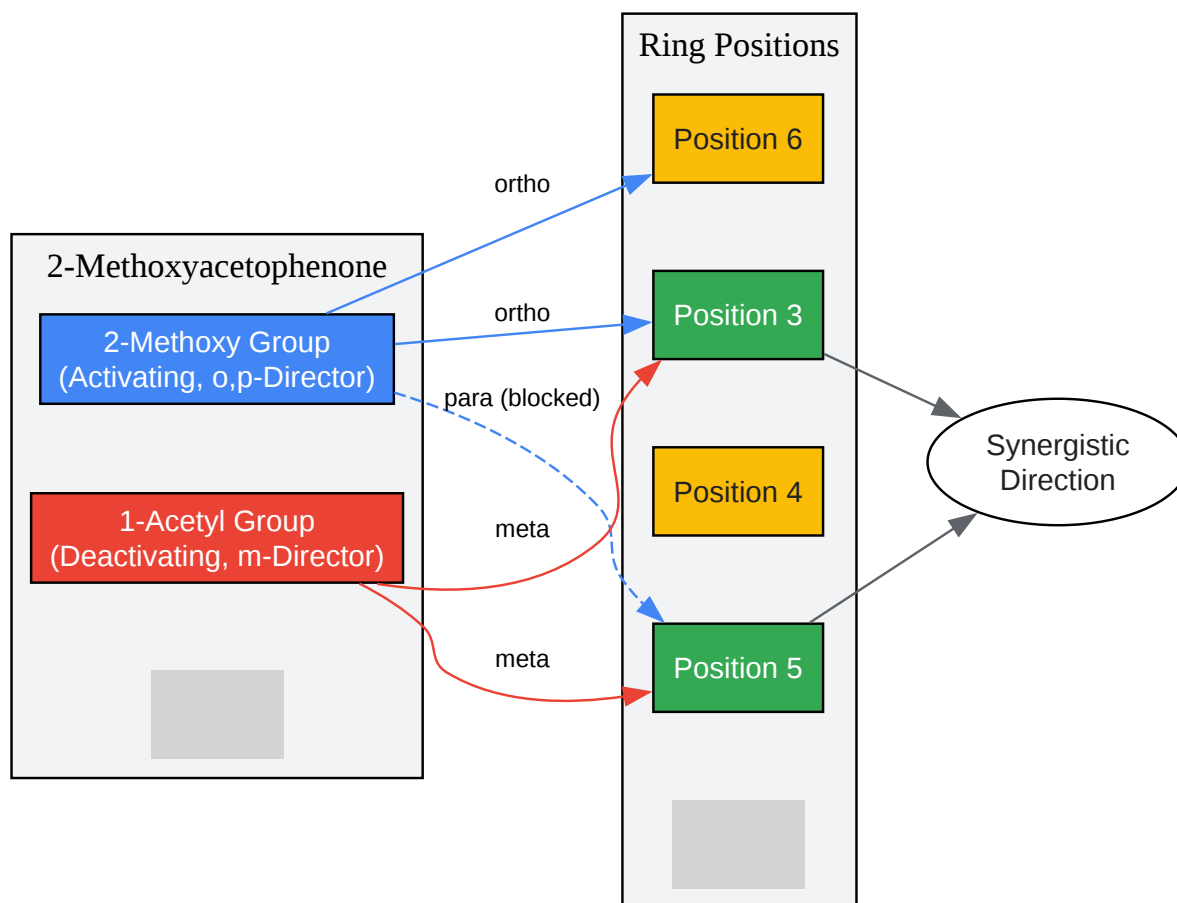 2-Methoxyacetophenone
2-Methoxy Group
(Activating, o,p-Director)
1-Acetyl Group
(Deactivating, m-Director)
ortho
ortho
para (blocked)
meta
meta
Ring Positions
Position 6
Position 3
Position 4
Position 5
Synergistic
Direction